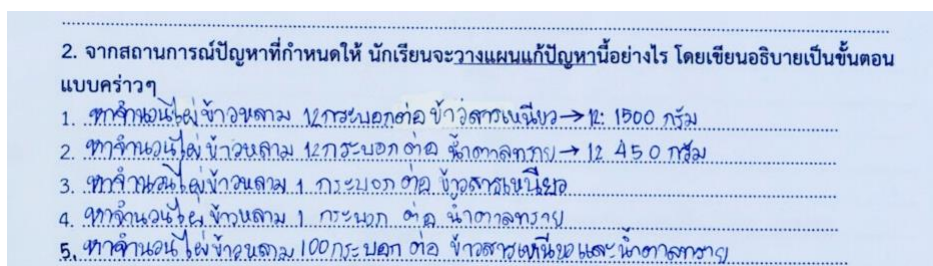 2. จากสถานการณ์ปัญหาที่กำหนดให้ นักเรียนจะวางแผนแก้ปัญหานี้อย่างไร โดยเขียนอธิบายเป็นขั้นตอน
แบบคร่าวๆ
1. หาจำนวนไผ่ข้าวหลาม 12 กระบอกต่อข้าวสารเหนียว → 12: 1500 กรัม
2. หาจำนวนไผ่ข้าวหลาม 12 กระบอก ต่อ น้ำตาลทราย → 12 450 กรัม
3. หาจำนวนไผ่ข้าวหลาม 1 กระบอก ต่อ ข้าวสารเหนียว
4. หาจำนวนไผ่ ข้าวหลาม 1 กระบอก ต่อ น้ำตาลทราย
5. หาจำนวนไผ่ข้าวหลาม 100 กระบอก ต่อ ข้าวสารเหนียวและน้ำตาลทราย